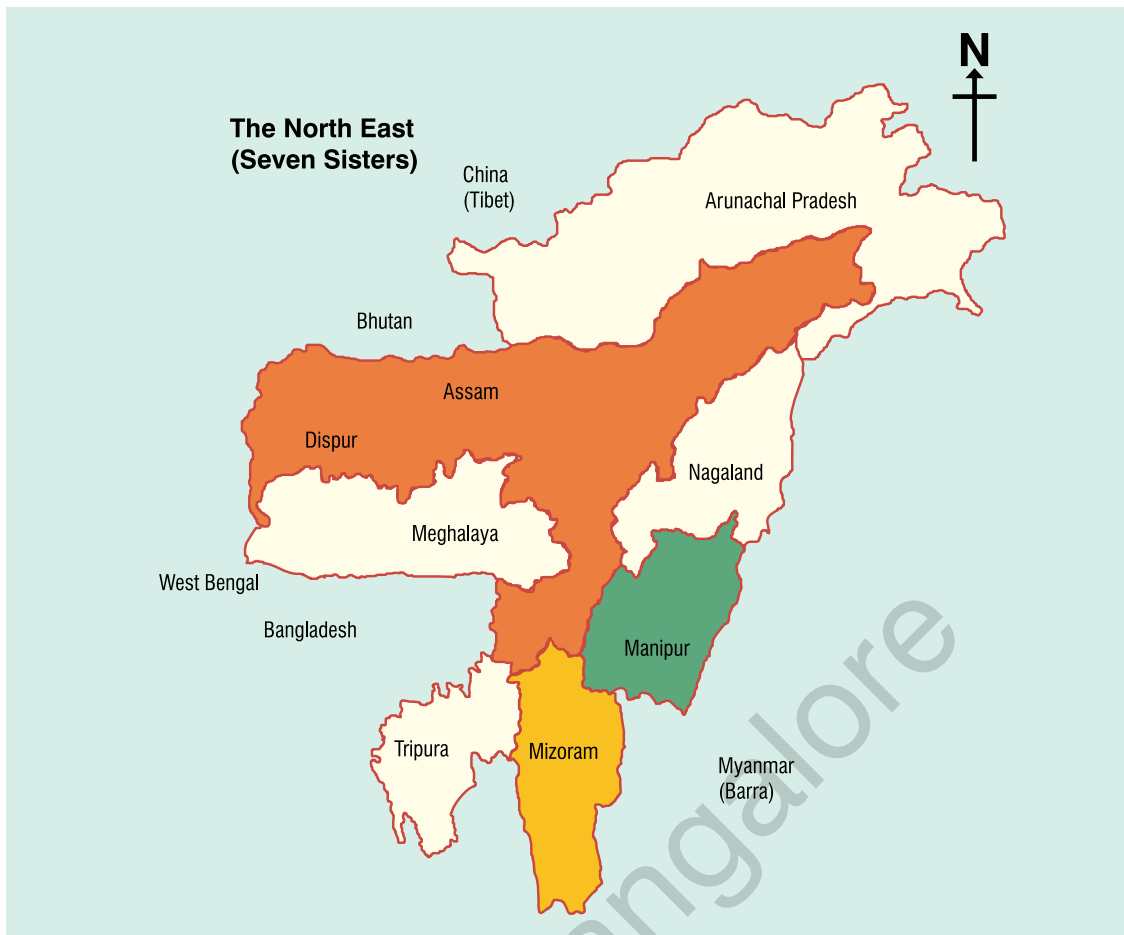 N
The North East
(Seven Sisters)
China
(Tibet)
Arunachal Pradesh
Bhutan
Assam
Dispur
Nagaland
Meghalaya
West Bengal
Bangladesh
Manipur
Tripura
Mizoram
Myanmar
(Barra)
angalore